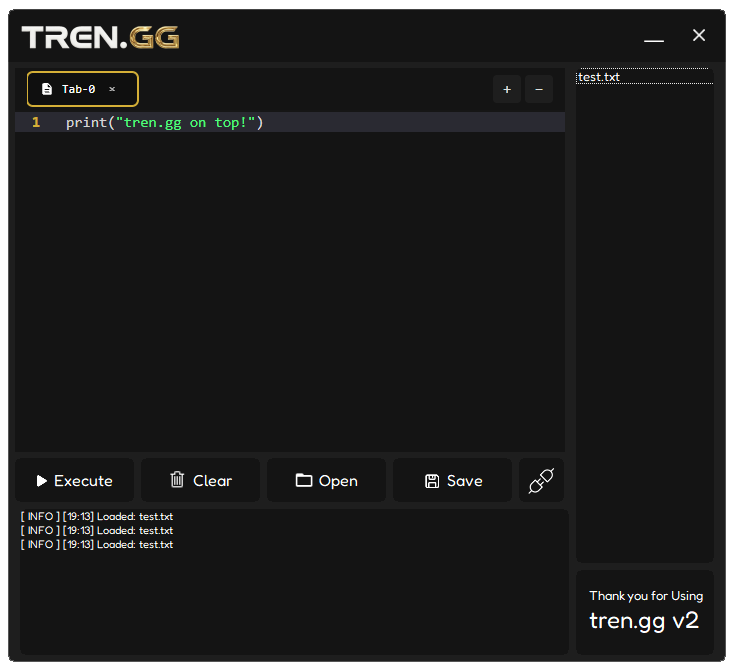 TREN.GG
Tab-0 ×
+ −
test.txt
1 print("tren.gg on top!")
Execute Clear Open Save
[ INFO ] [19:13] Loaded: test.txt
[ INFO ] [19:13] Loaded: test.txt
[ INFO ] [19:13] Loaded: test.txt
Thank you for Using
tren.gg v2